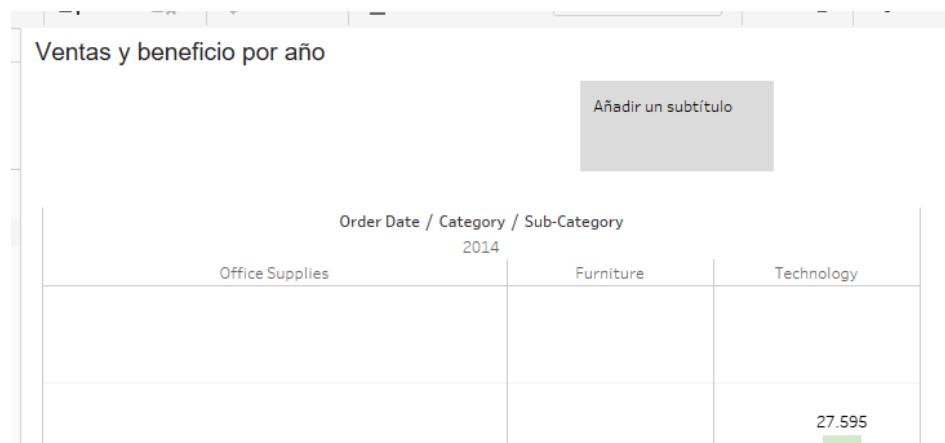 Ventas y beneficio por año
Añadir un subtítulo
Order Date / Category / Sub-Category
2014
Office Supplies Furniture Technology
27.595